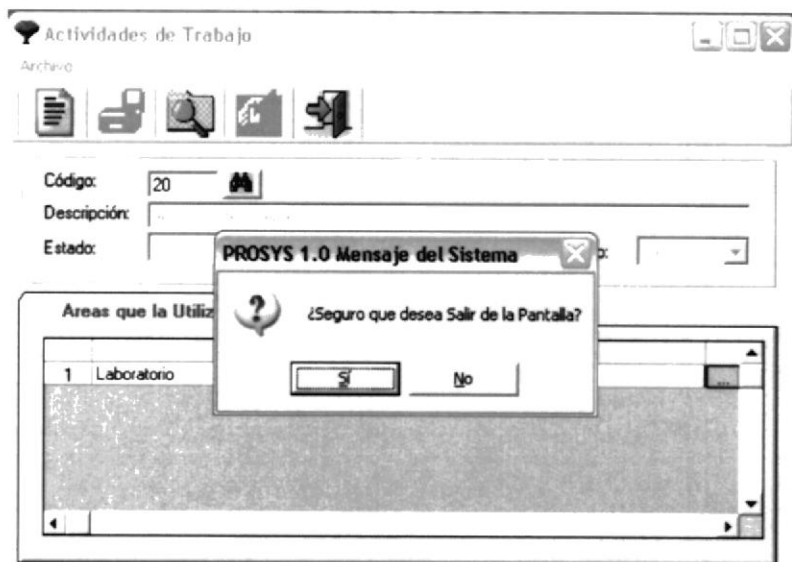 Actividades de Trabajo
Archivo
Código: 20
Descripción:
Estado:
PROSYS 1.0 Mensaje del Sistema
¿Seguro que desea Salir de la Pantalla?
Sí No
Areas que la Utiliz
1 Laboratorio ...